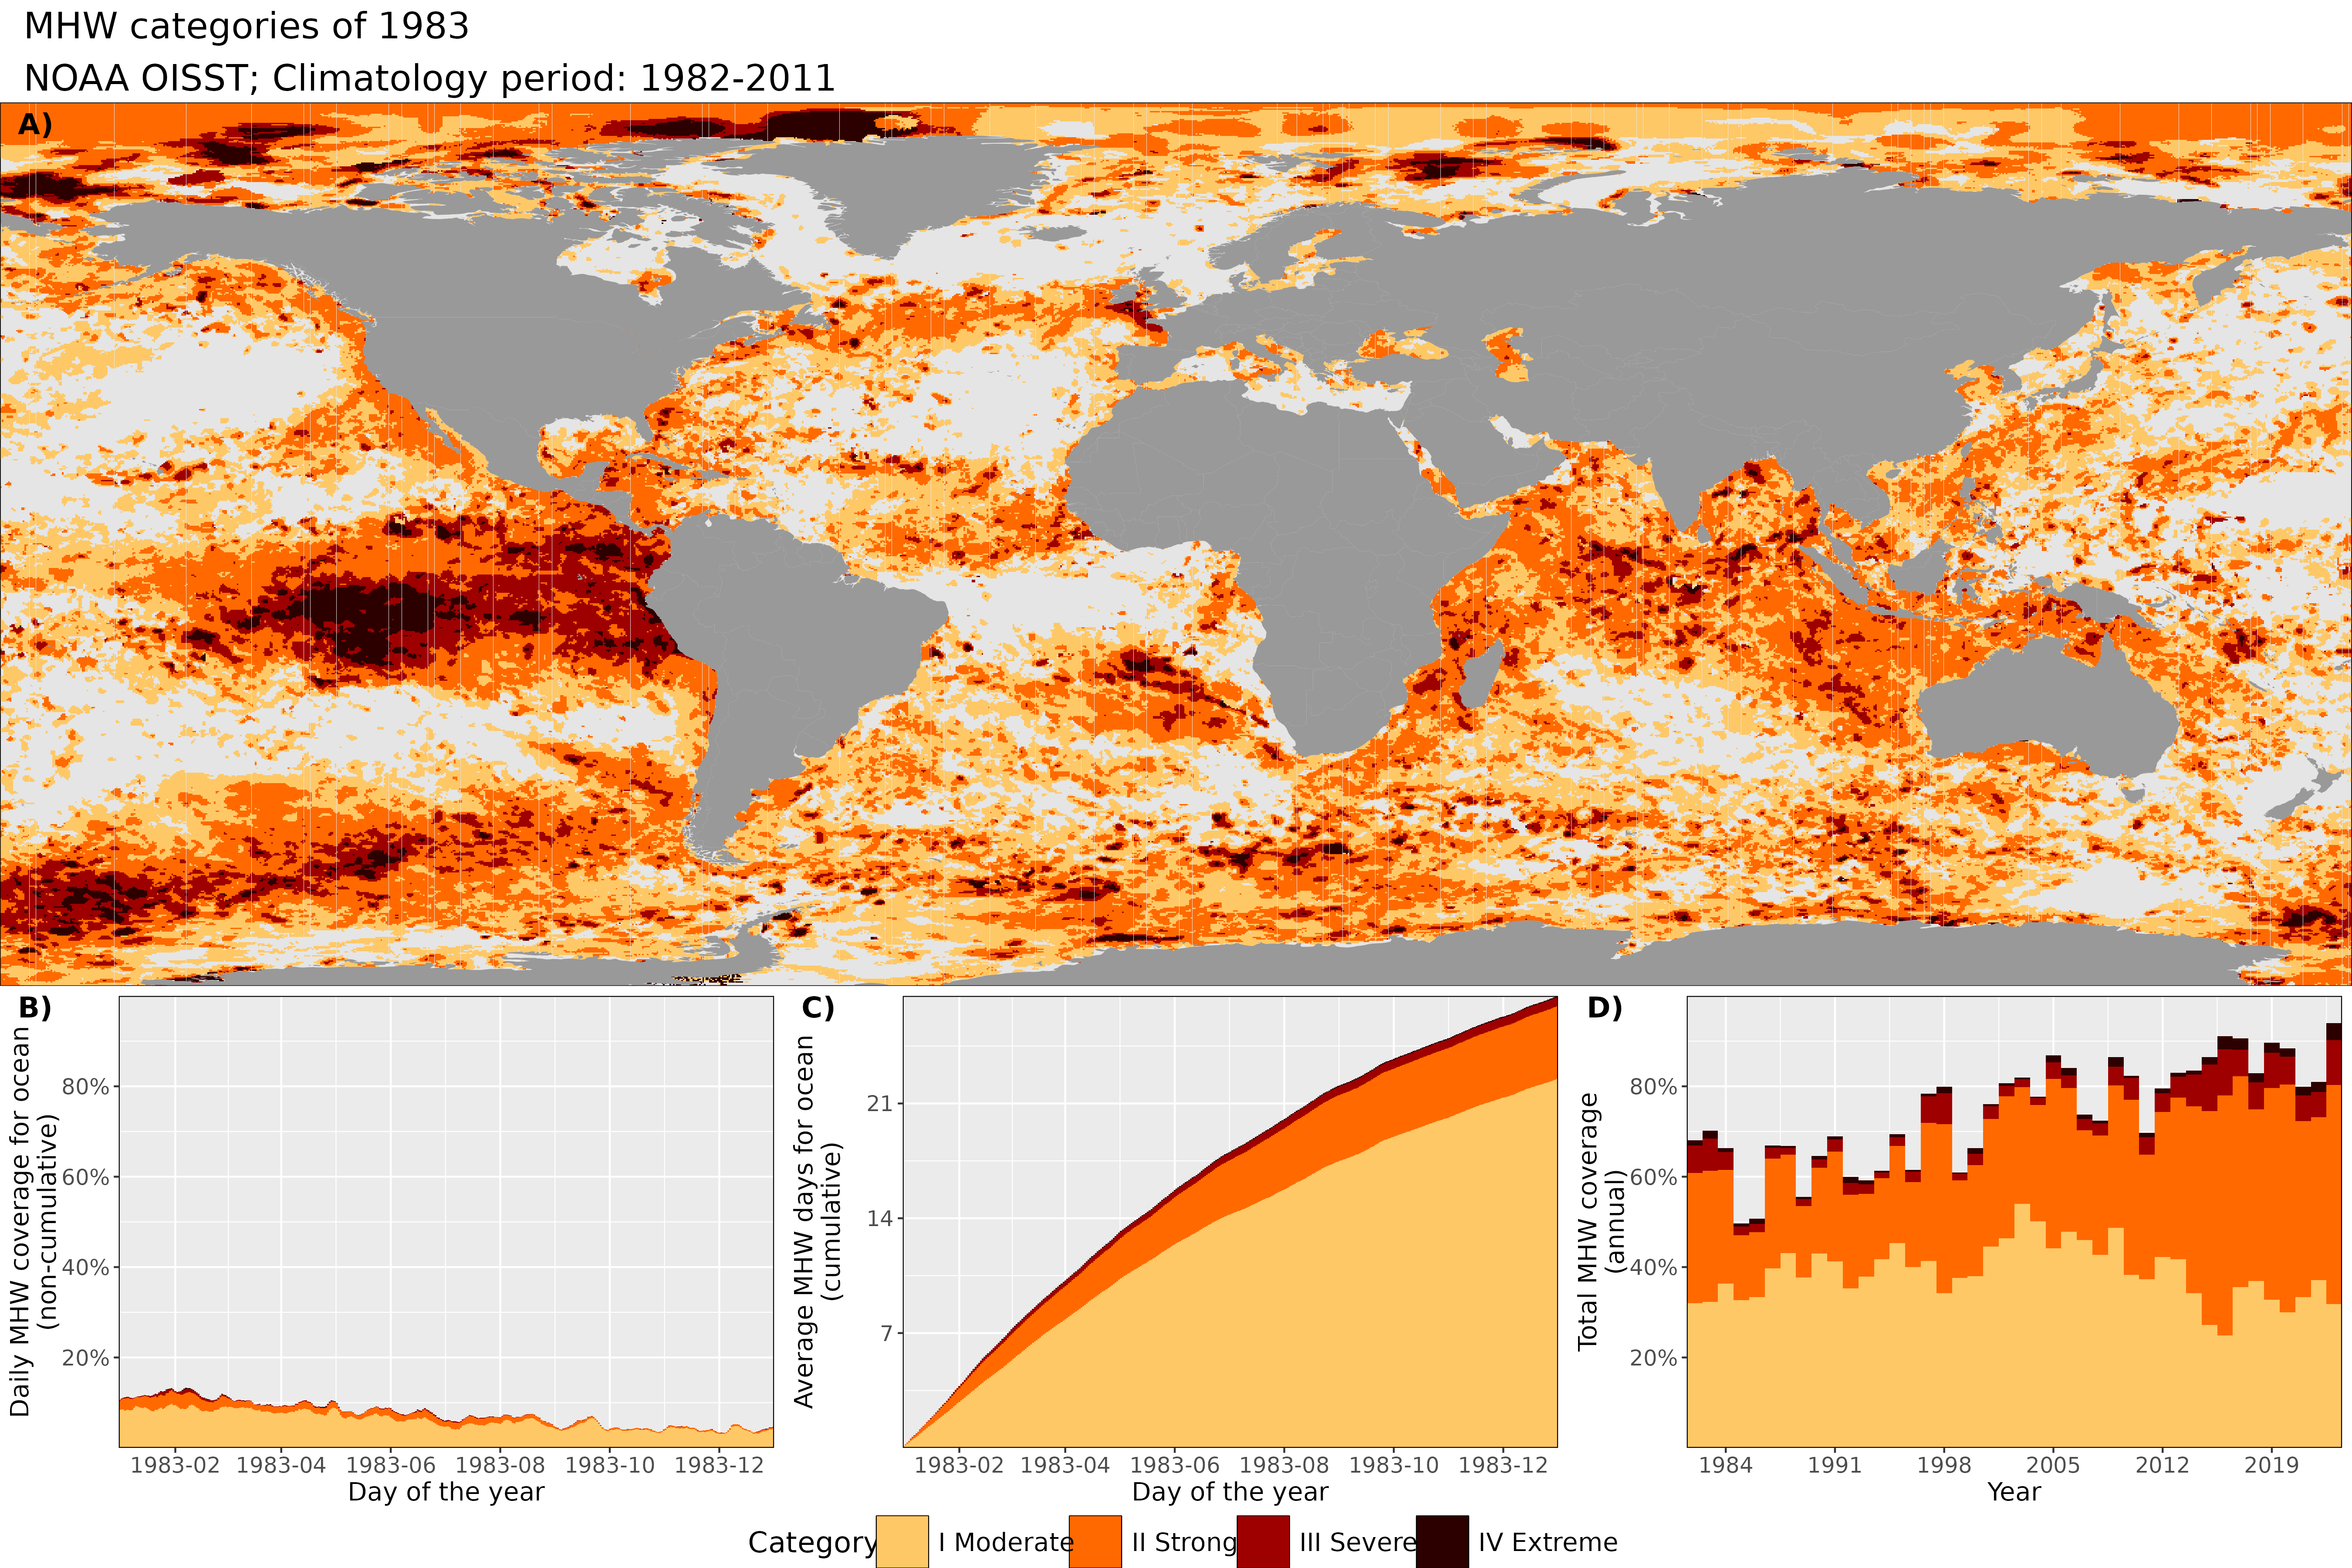 MHW categories of 1983
NOAA OISST; Climatology period: 1982-2011
A)
B)
Daily MHW coverage for ocean
(non-cumulative)
80%
60%
40%
20%
1983-02 1983-04 1983-06 1983-08 1983-10 1983-12
Day of the year
C)
Average MHW days for ocean
(cumulative)
21
14
7
1983-02 1983-04 1983-06 1983-08 1983-10 1983-12
Day of the year
D)
Total MHW coverage
(annual)
80%
60%
40%
20%
1984 1991 1998 2005 2012 2019
Year
Category I Moderate II Strong III Severe IV Extreme